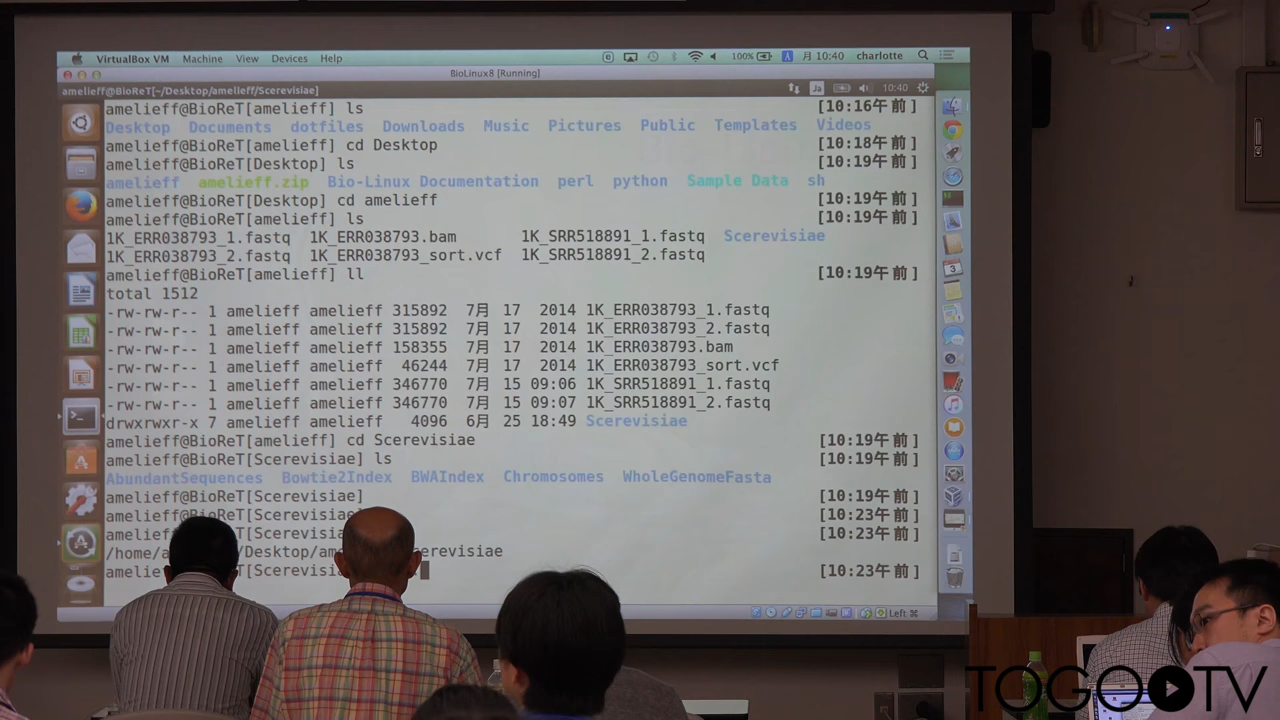 VirtualBox VM Machine View Devices Help 100% 月 10:40 charlotte
BioLinux8 [Running]
amelieff@BioReT[~/Desktop/amelieff/Scerevisiae] Ja 10:40
amelieff@BioReT[amelieff] ls [10:16午前]
Desktop Documents dotfiles Downloads Music Pictures Public Templates Videos
amelieff@BioReT[amelieff] cd Desktop [10:18午前]
amelieff@BioReT[Desktop] ls [10:19午前]
amelieff amelieff.zip Bio-Linux Documentation perl python Sample Data sh
amelieff@BioReT[Desktop] cd amelieff [10:19午前]
amelieff@BioReT[amelieff] ls [10:19午前]
1K_ERR038793_1.fastq 1K_ERR038793.bam 1K_SRR518891_1.fastq Scerevisiae
1K_ERR038793_2.fastq 1K_ERR038793_sort.vcf 1K_SRR518891_2.fastq
amelieff@BioReT[amelieff] ll [10:19午前]
total 1512
-rw-rw-r-- 1 amelieff amelieff 315892 7月 17 2014 1K_ERR038793_1.fastq
-rw-rw-r-- 1 amelieff amelieff 315892 7月 17 2014 1K_ERR038793_2.fastq
-rw-rw-r-- 1 amelieff amelieff 158355 7月 17 2014 1K_ERR038793.bam
-rw-rw-r-- 1 amelieff amelieff 46244 7月 17 2014 1K_ERR038793_sort.vcf
-rw-rw-r-- 1 amelieff amelieff 346770 7月 15 09:06 1K_SRR518891_1.fastq
-rw-rw-r-- 1 amelieff amelieff 346770 7月 15 09:07 1K_SRR518891_2.fastq
drwxrwxr-x 7 amelieff amelieff 4096 6月 25 18:49 Scerevisiae
amelieff@BioReT[amelieff] cd Scerevisiae [10:19午前]
amelieff@BioReT[Scerevisiae] ls [10:19午前]
AbundantSequences Bowtie2Index BWAIndex Chromosomes WholeGenomeFasta
amelieff@BioReT[Scerevisiae] [10:19午前]
amelieff@BioReT[Scerevisiae [10:23午前]
amelieff@BioReT[Scerevisia [10:23午前]
/home/a /Desktop/am erevisiae
amelie [Scerevisi [10:23午前]
Left ⌘
TOGOTV